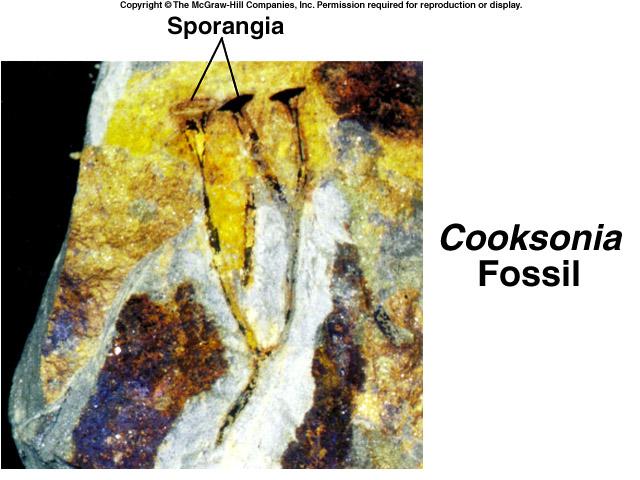 Copyright © The McGraw-Hill Companies, Inc. Permission required for reproduction or display.
Sporangia
Cooksonia
Fossil